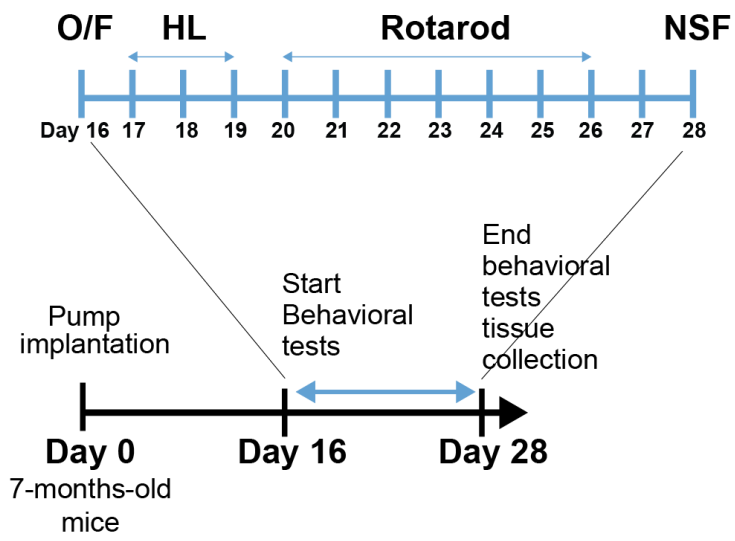 O/F HL Rotarod NSF
Day 16 17 18 19 20 21 22 23 24 25 26 27 28
Pump
implantation
Start
Behavioral
tests
End
behavioral
tests
tissue
collection
Day 0 Day 16 Day 28
7-months-old
mice